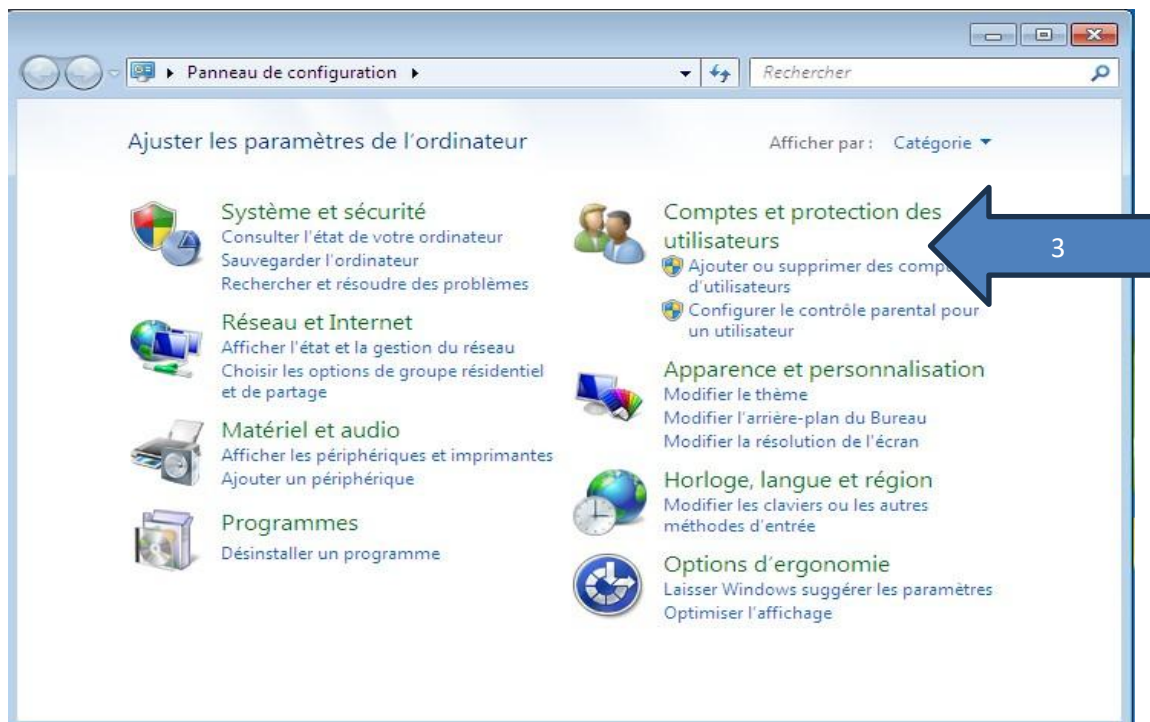 Panneau de configuration
Rechercher
Ajuster les paramètres de l'ordinateur
Afficher par :
Catégorie
Système et sécurité
Consulter l'état de votre ordinateur
Sauvegarder l'ordinateur
Rechercher et résoudre des problèmes
Réseau et Internet
Afficher l'état et la gestion du réseau
Choisir les options de groupe résidentiel
et de partage
Matériel et audio
Afficher les périphériques et imprimantes
Ajouter un périphérique
Programmes
Désinstaller un programme
Comptes et protection des
utilisateurs
Ajouter ou supprimer des
d'utilisateurs
Configurer le contrôle parental pour
un utilisateur
3
Apparence et personnalisation
Modifier le thème
Modifier l'arrière-plan du Bureau
Modifier la résolution de l'écran
Horloge, langue et région
Modifier les claviers ou les autres
méthodes d'entrée
Options d'ergonomie
Laisser Windows suggérer les paramètres
Optimiser l'affichage